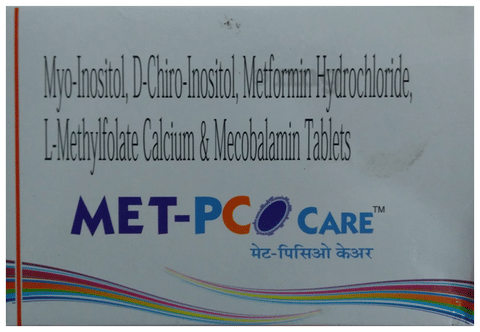 Myo-Inositol, D-Chiro-Inositol, Metformin Hydrochloride,
L-Methylfolate Calcium & Mecobalamin Tablets
MET-PCO CARE™
मेट-पिसिओ केअर